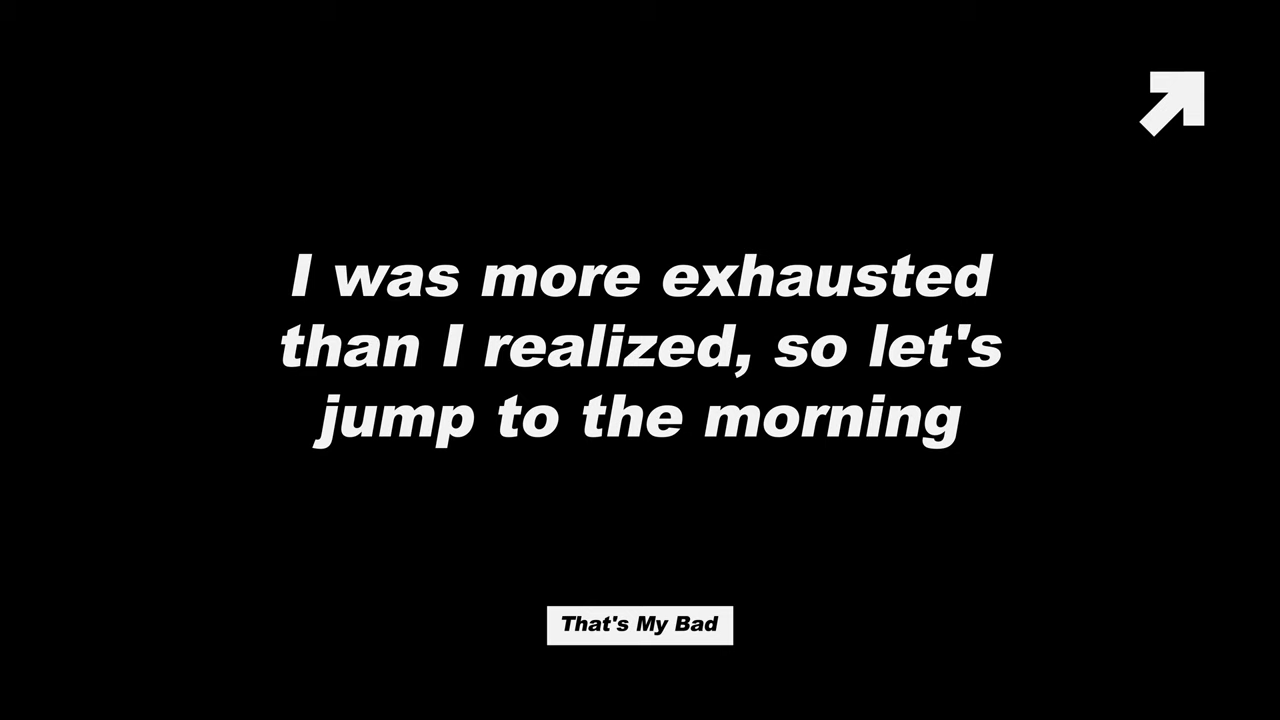 I was more exhausted
than I realized, so let's
jump to the morning
That's My Bad